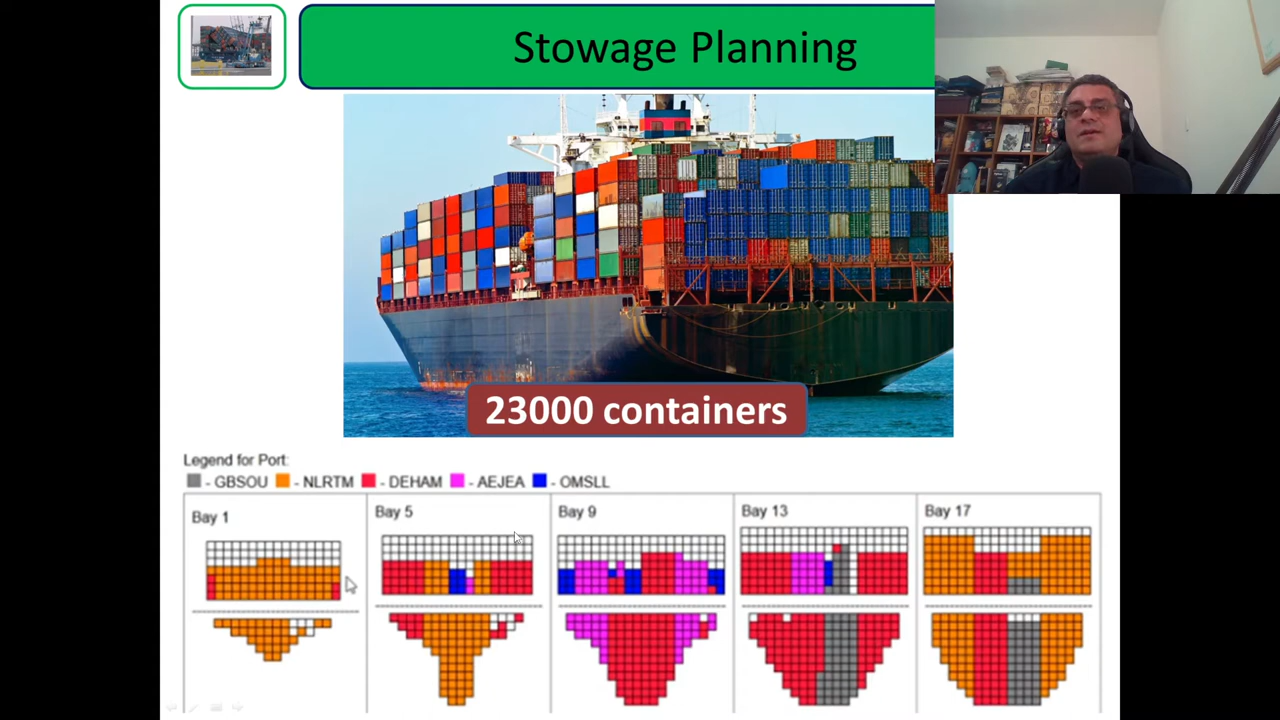 Stowage Planning
23000 containers
Legend for Port:
- GBSOU - NLRTM - DEHAM - AEJEA - OMSLL
Bay 1 Bay 5 Bay 9 Bay 13 Bay 17